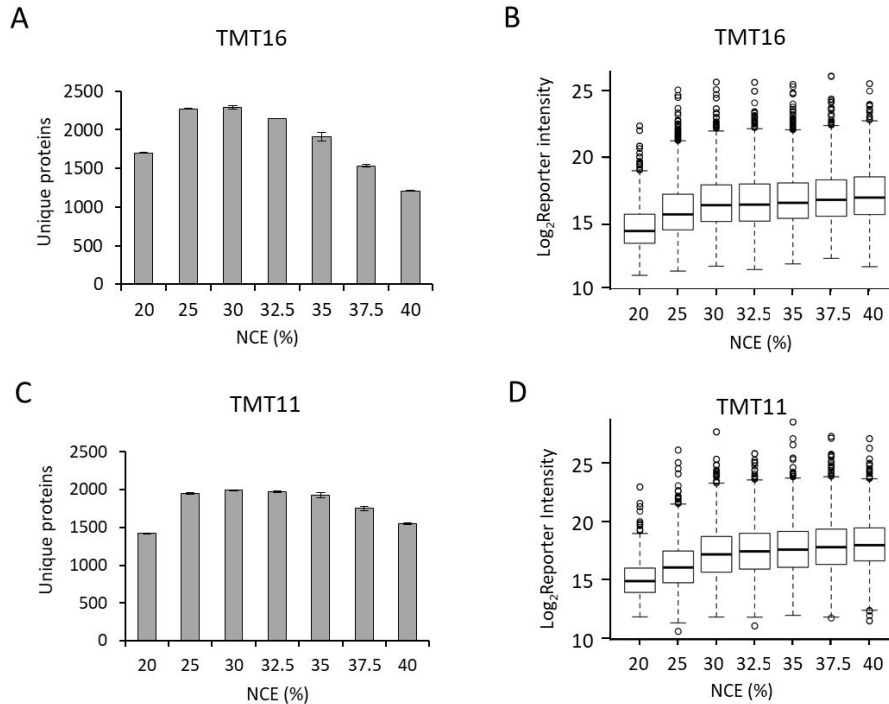 A
TMT16
Unique proteins
2500
2000
1500
1000
500
0
20 25 30 32.5 35 37.5 40
NCE (%)
B
TMT16
Log₂Reporter intensity
25
20
15
10
20 25 30 32.5 35 37.5 40
NCE (%)
C
TMT11
Unique proteins
2500
2000
1500
1000
500
0
20 25 30 32.5 35 37.5 40
NCE (%)
D
TMT11
Log₂Reporter Intensity
25
20
15
10
20 25 30 32.5 35 37.5 40
NCE (%)